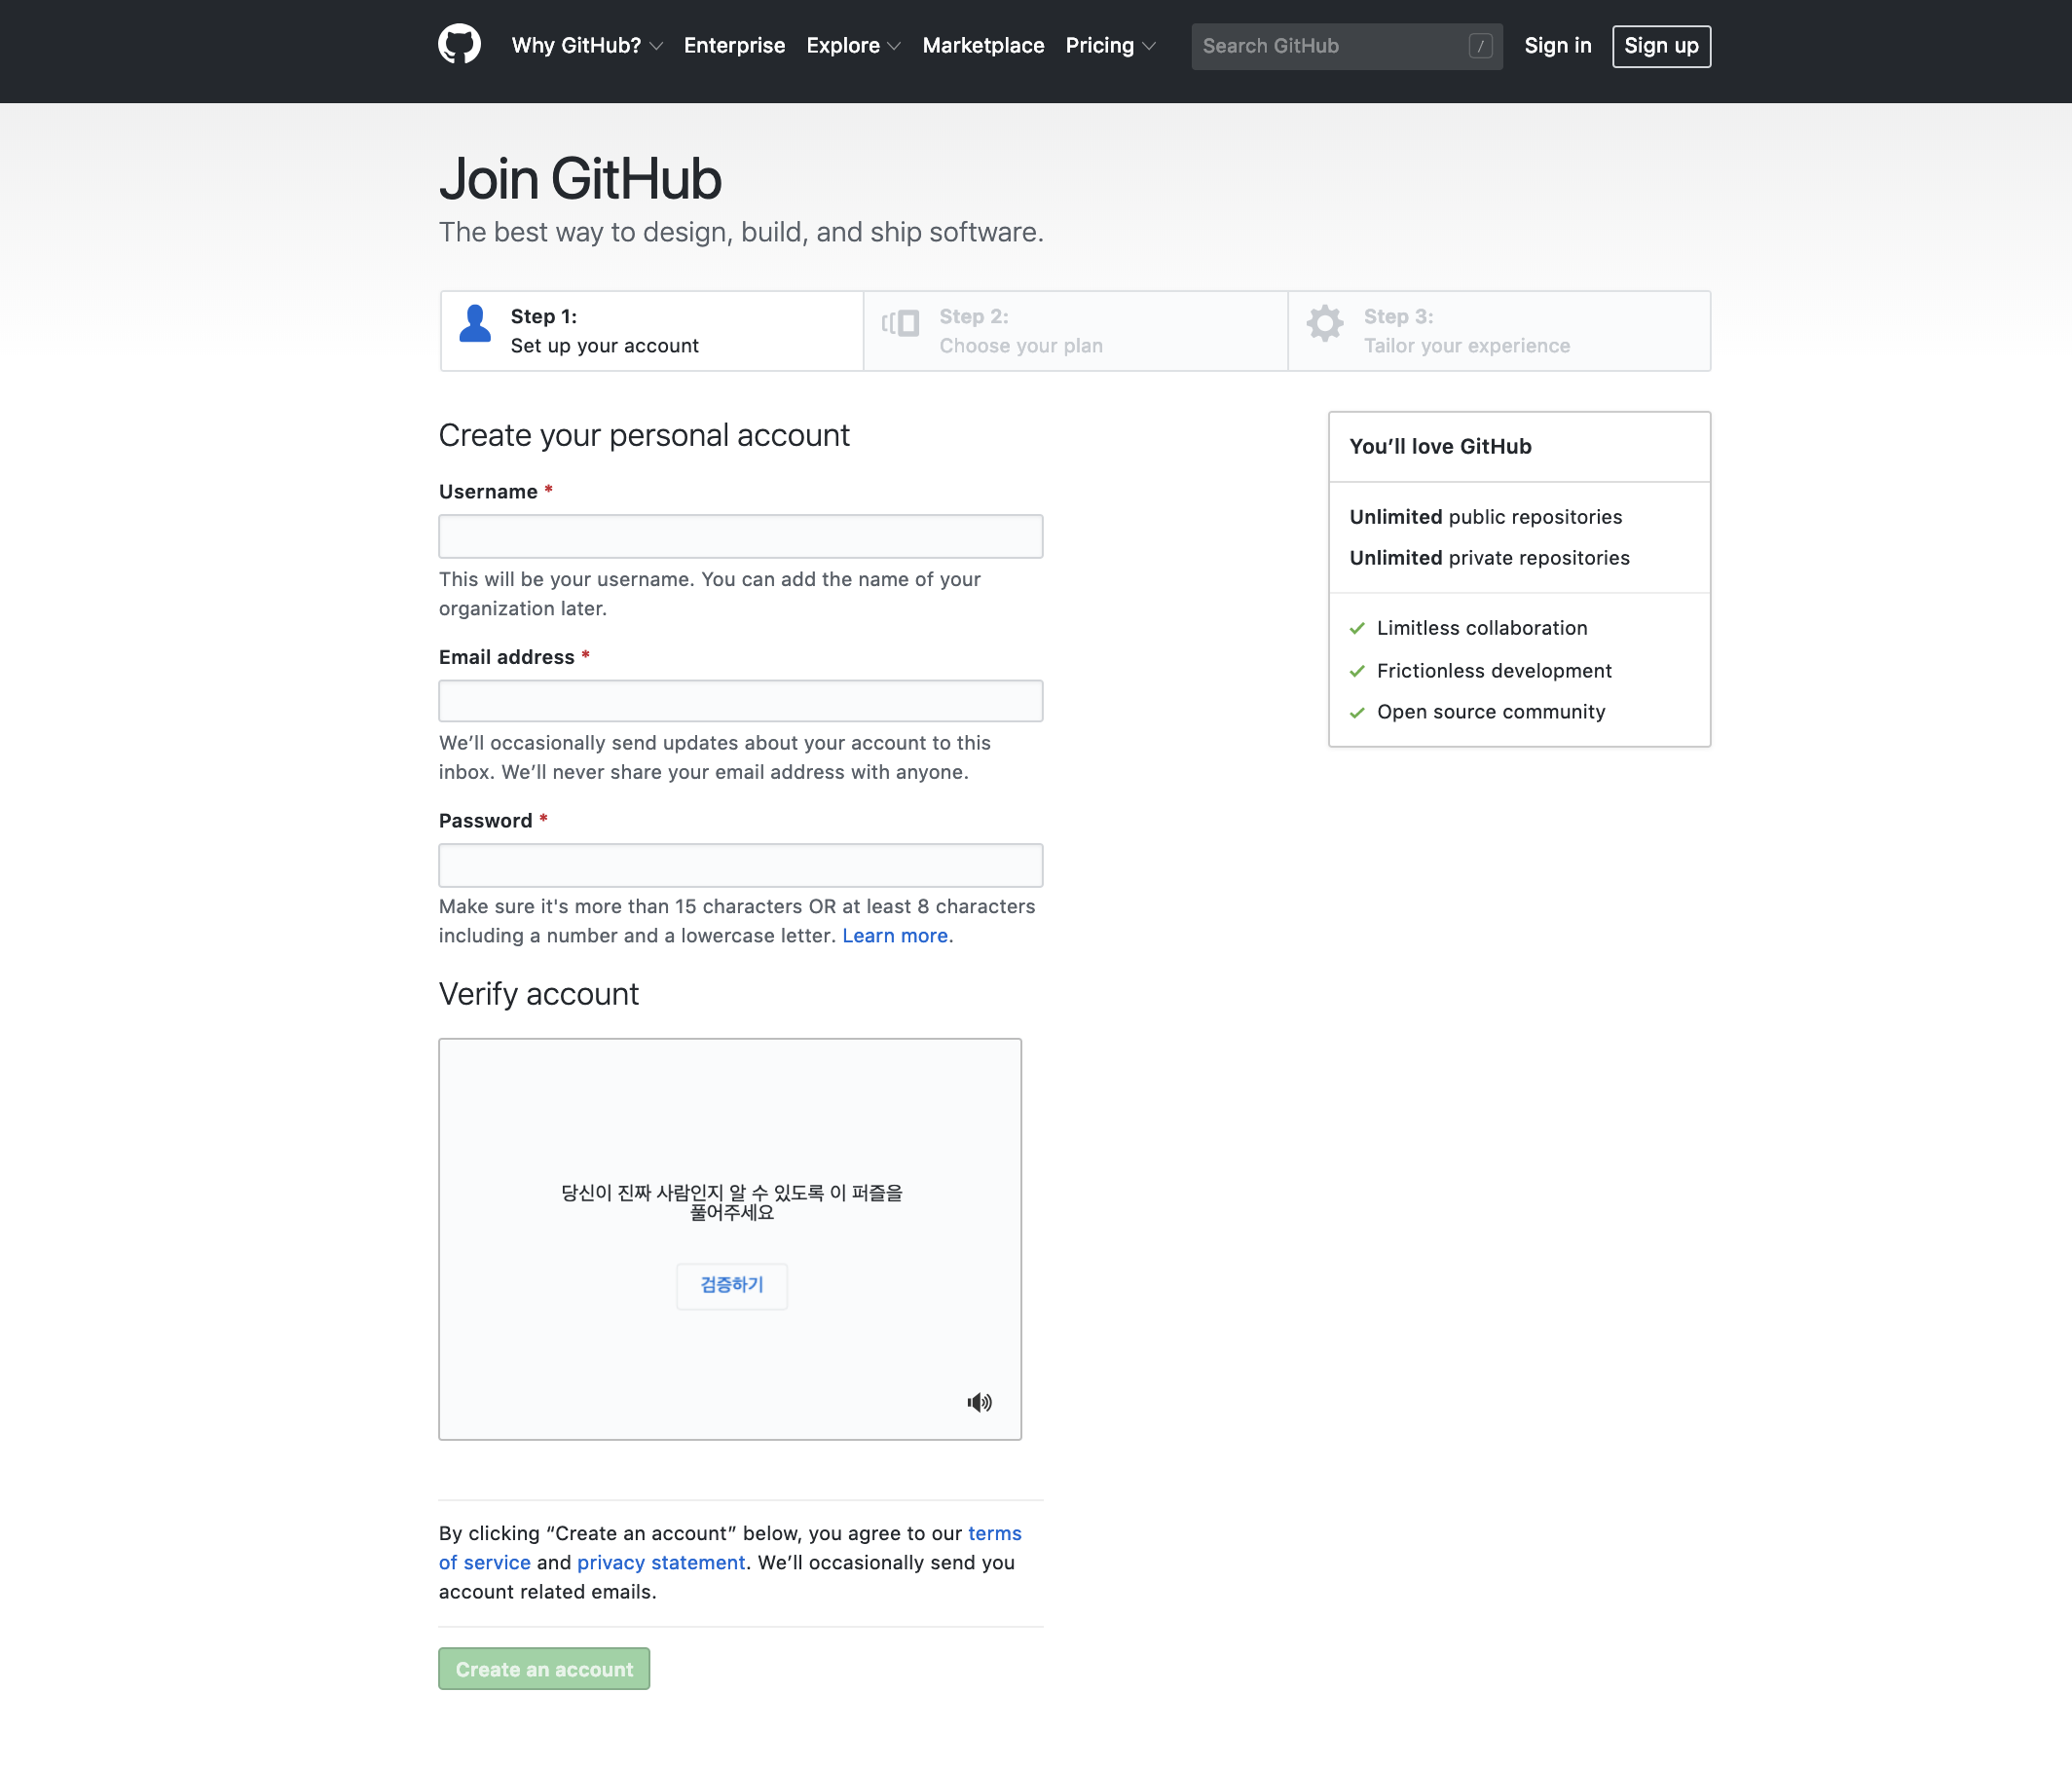 Why GitHub? Enterprise Explore Marketplace Pricing Search GitHub / Sign in Sign up
Join GitHub
The best way to design, build, and ship software.
Step 1:
Set up your account
Step 2:
Choose your plan
Step 3:
Tailor your experience
Create your personal account
Username *
This will be your username. You can add the name of your
organization later.
Email address *
We’ll occasionally send updates about your account to this
inbox. We’ll never share your email address with anyone.
Password *
Make sure it's more than 15 characters OR at least 8 characters
including a number and a lowercase letter. Learn more.
Verify account
당신이 진짜 사람인지 알 수 있도록 이 퍼즐을
풀어주세요
검증하기
By clicking “Create an account” below, you agree to our terms
of service and privacy statement. We’ll occasionally send you
account related emails.
Create an account
You’ll love GitHub
Unlimited public repositories
Unlimited private repositories
Limitless collaboration
Frictionless development
Open source community